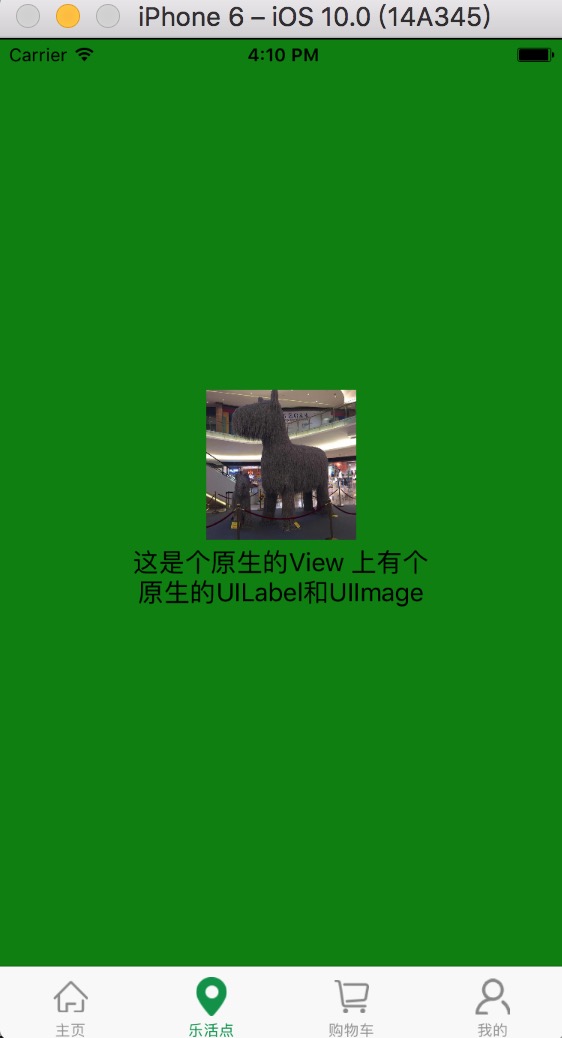 iPhone 6 – iOS 10.0 (14A345)
Carrier 4:10 PM
这是个原生的View 上有个
原生的UILabel和UIImage
主页 乐活点 购物车 我的